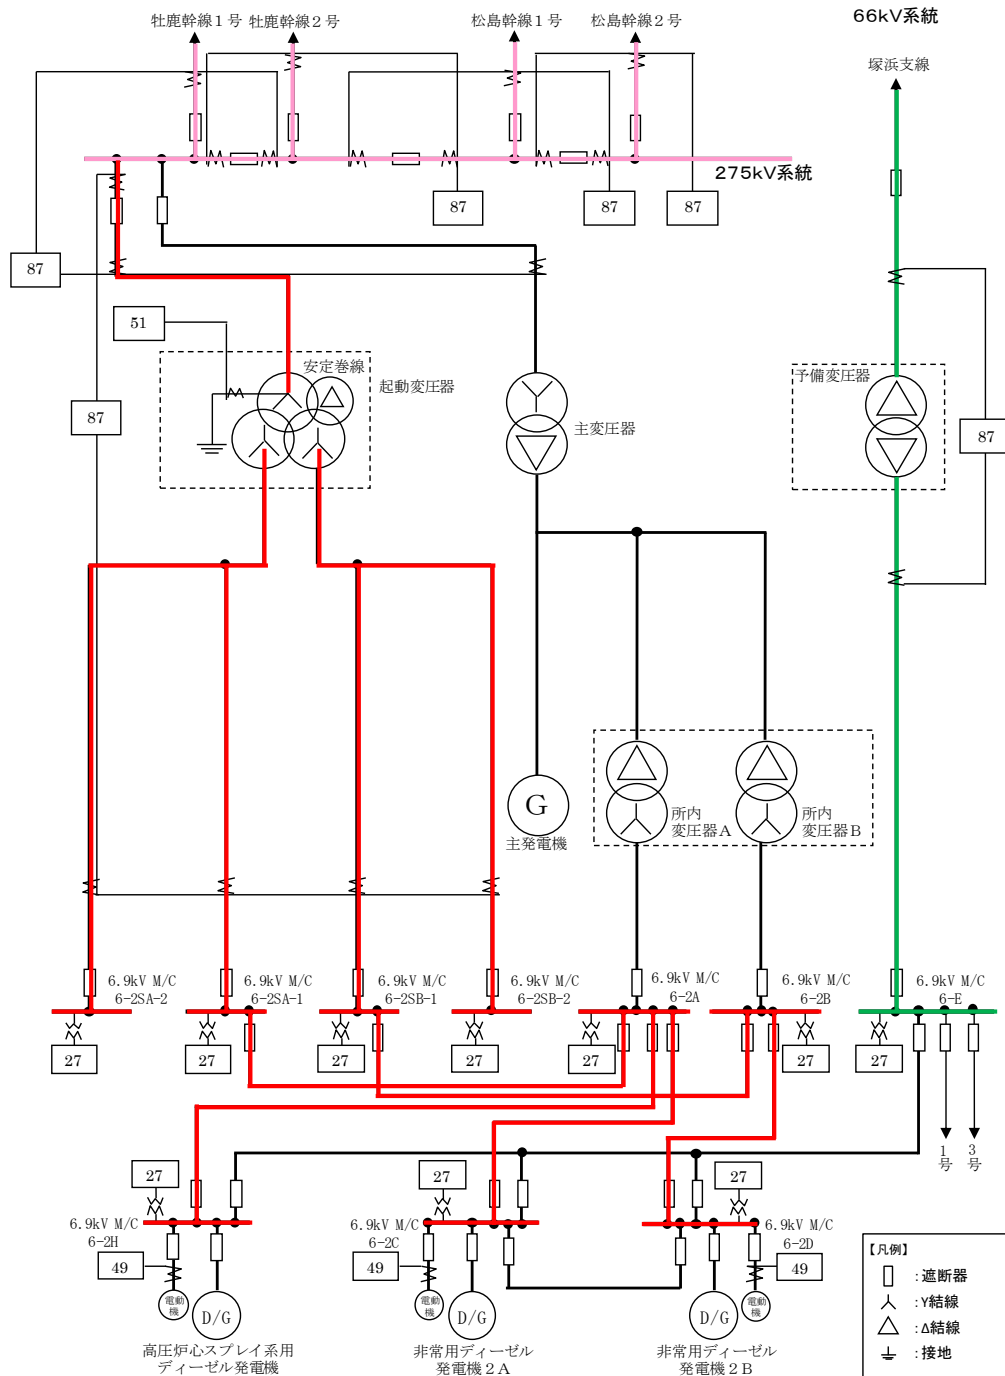 牡鹿幹線1号
牡鹿幹線2号
松島幹線1号
松島幹線2号
66kV系統
塚浜支線
275kV系統
87
87
87
87
51
安定巻線
起動変圧器
予備変圧器
87
主変圧器
87
G
主発電機
所内
変圧器A
所内
変圧器B
6.9kV M/C
6-2SA-2
6.9kV M/C
6-2SA-1
6.9kV M/C
6-2SB-1
6.9kV M/C
6-2SB-2
6.9kV M/C
6-2A
6.9kV M/C
6-2B
6.9kV M/C
6-E
27
27
27
27
27
27
27
1号
3号
27
27
27
6.9kV M/C
6-2H
6.9kV M/C
6-2C
6.9kV M/C
6-2D
49
49
49
電動
機
D/G
電動
機
D/G
D/G
電動
機
高圧炉心スプレイ系用
ディーゼル発電機
非常用ディーゼル
発電機2A
非常用ディーゼル
発電機2B
【凡例】
:遮断器
:Y結線
:Δ結線
:接地